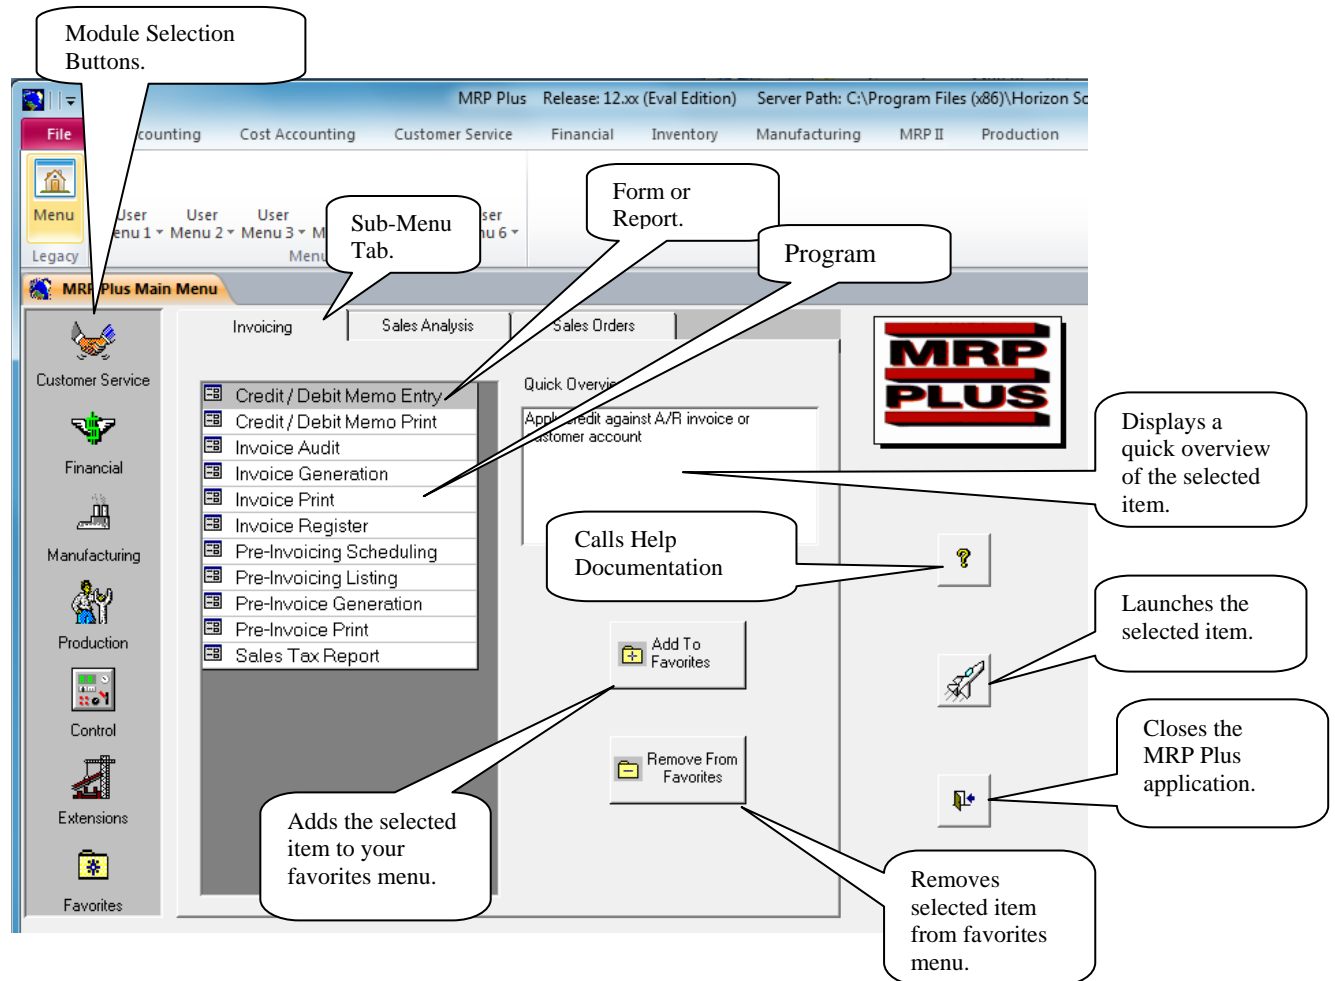 Module Selection
Buttons.
MRP Plus Release: 12.xx (Eval Edition) Server Path: C:\Program Files (x86)\Horizon Sc
File Cost Accounting Customer Service Financial Inventory Manufacturing MRP II Production
Form or
Report.
Menu User User User
Menu 2 Menu 3
Sub-Menu
Tab.
Legacy
Program
MRP Plus Main Menu
Invoicing Sales Analysis Sales Orders
MRP
PLUS
Customer Service
Financial
Manufacturing
Production
Control
Extensions
Favorites
Credit / Debit Memo Entry
Credit / Debit Memo Print
Invoice Audit
Invoice Generation
Invoice Print
Invoice Register
Pre-Invoicing Scheduling
Pre-Invoicing Listing
Pre-Invoice Generation
Pre-Invoice Print
Sales Tax Report
Quick Overview
Apply credit against A/R invoice or
customer account
Displays a
quick overview
of the selected
item.
Calls Help
Documentation
?
Launches the
selected item.
Add To
Favorites
Closes the
MRP Plus
application.
Remove From
Favorites
Adds the selected
item to your
favorites menu.
Removes
selected item
from favorites
menu.